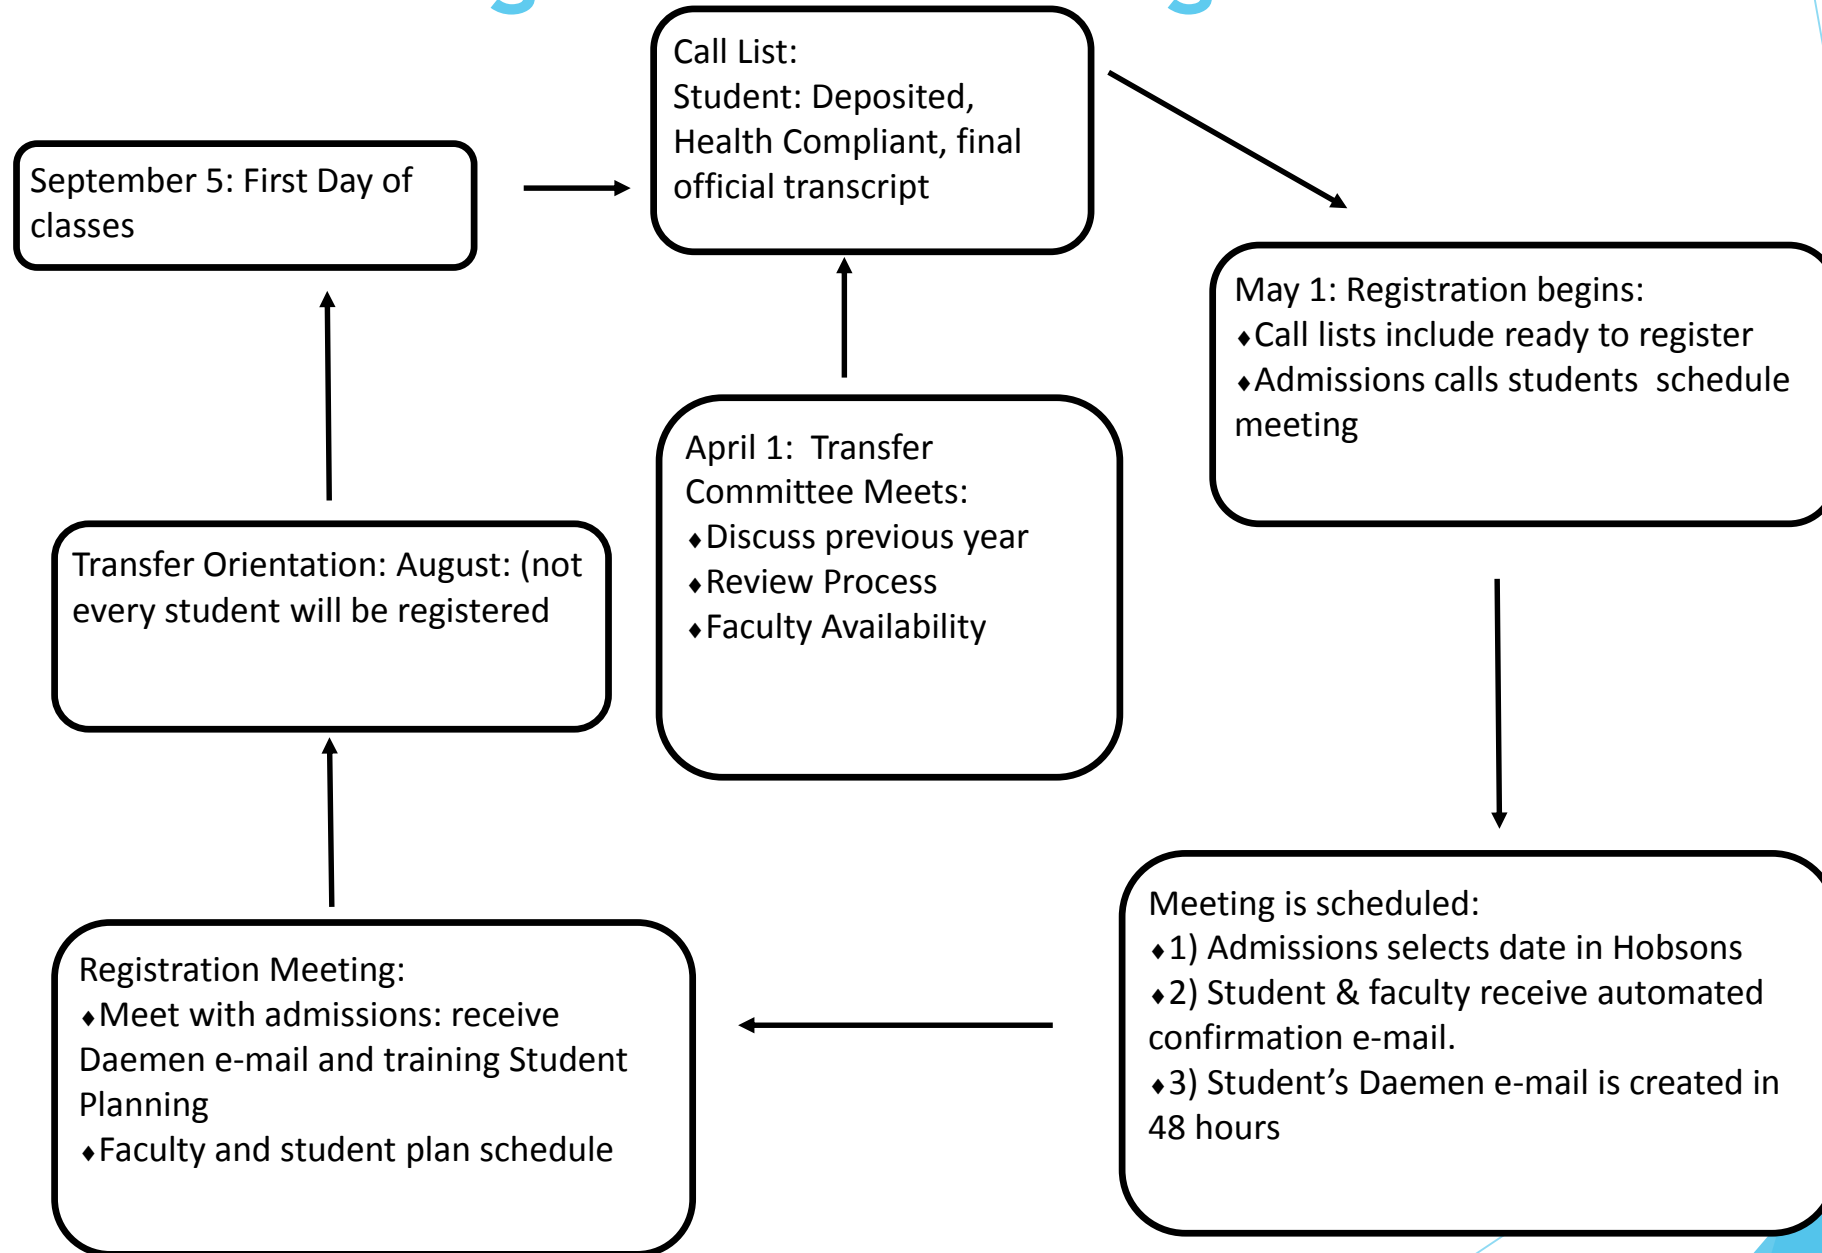 Call List:
Student: Deposited,
Health Compliant, final
official transcript
September 5: First Day of
classes
May 1: Registration begins:
♦Call lists include ready to register
♦Admissions calls students  schedule
meeting
April 1:  Transfer
Committee Meets:
♦Discuss previous year
♦Review Process
♦Faculty Availability
Transfer Orientation: August: (not
every student will be registered
Meeting is scheduled:
♦1) Admissions selects date in Hobsons
♦2) Student & faculty receive automated
confirmation e-mail.
♦3) Student’s Daemen e-mail is created in
48 hours
Registration Meeting:
♦Meet with admissions: receive
Daemen e-mail and training Student
Planning
♦Faculty and student plan schedule